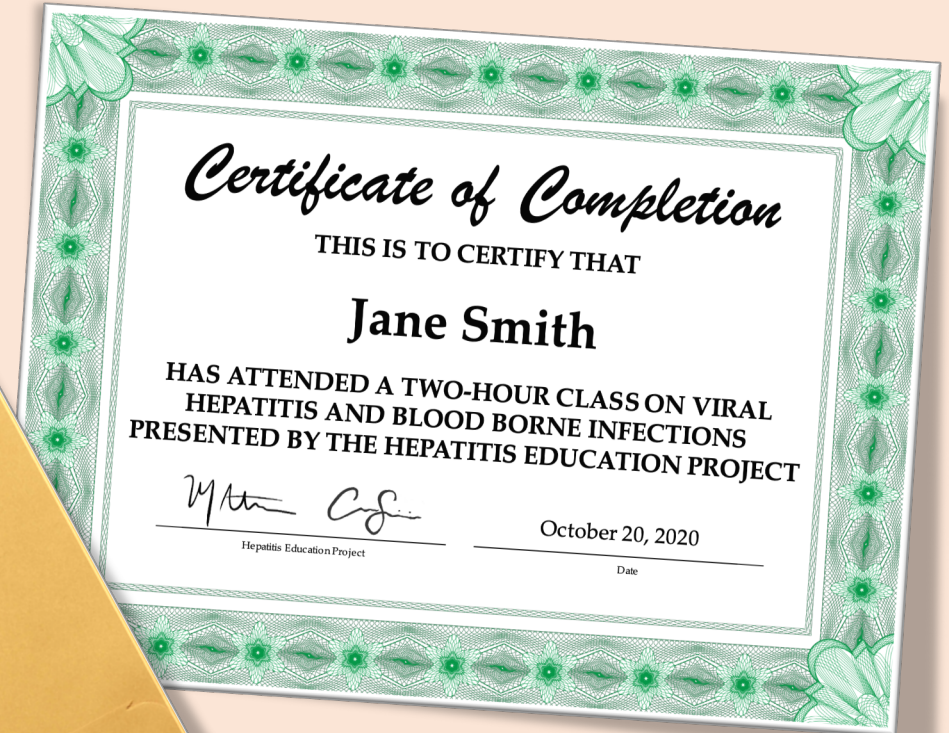 Certificate of Completion
THIS IS TO CERTIFY THAT
Jane Smith
HAS ATTENDED A TWO-HOUR CLASS ON VIRAL
HEPATITIS AND BLOOD BORNE INFECTIONS
PRESENTED BY THE HEPATITIS EDUCATION PROJECT
October 20, 2020
Hepatitis Education Project
Date